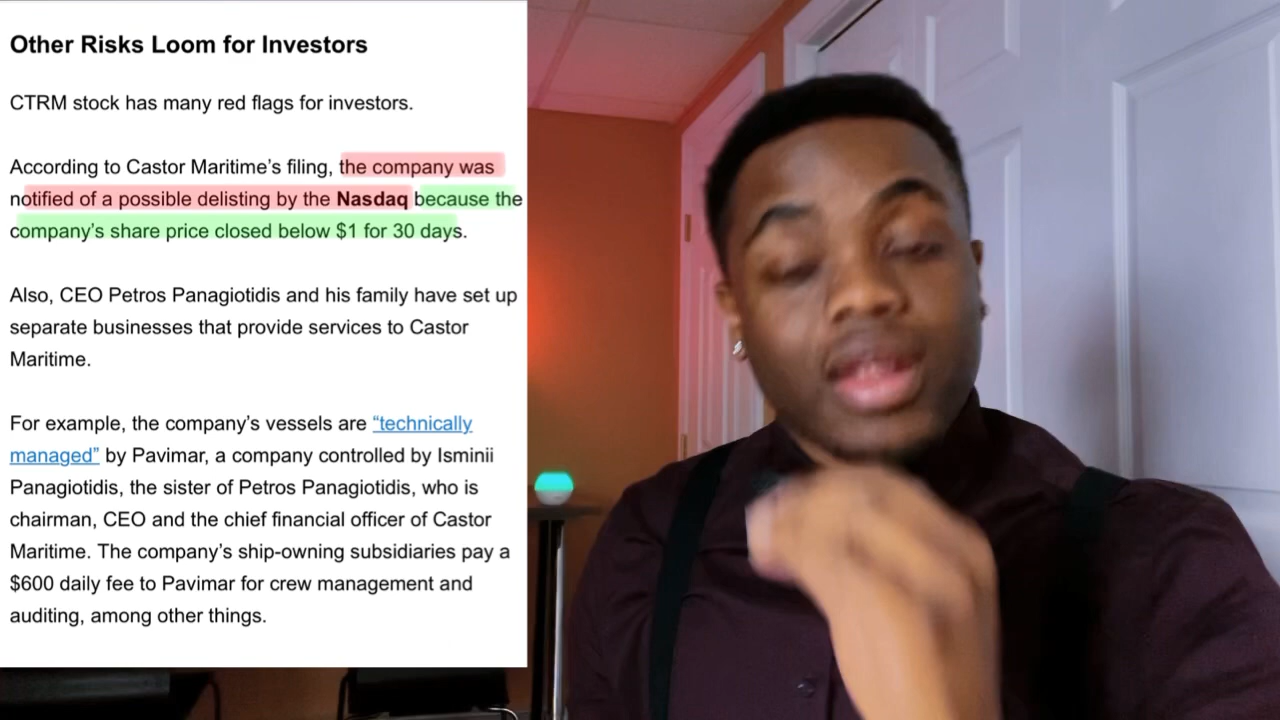 Other Risks Loom for Investors
CTRM stock has many red flags for investors.
According to Castor Maritime’s filing, the company was
notified of a possible delisting by the Nasdaq because the
company’s share price closed below $1 for 30 days.
Also, CEO Petros Panagiotidis and his family have set up
separate businesses that provide services to Castor
Maritime.
For example, the company’s vessels are “technically
managed” by Pavimar, a company controlled by Isminii
Panagiotidis, the sister of Petros Panagiotidis, who is
chairman, CEO and the chief financial officer of Castor
Maritime. The company’s ship-owning subsidiaries pay a
$600 daily fee to Pavimar for crew management and
auditing, among other things.